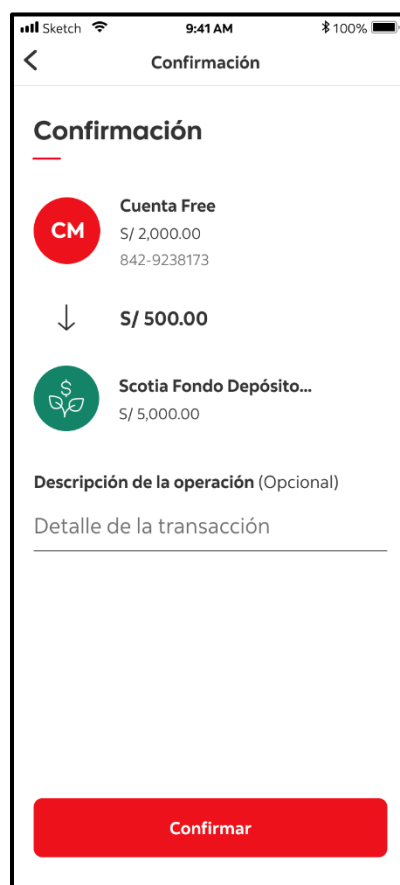 Sketch 9:41 AM 100%
Confirmación
Confirmación
Cuenta Free
CM
S/ 2,000.00
842-9238173
S/ 500.00
$
Scotia Fondo Depósito...
S/ 5,000.00
Descripción de la operación (Opcional)
Detalle de la transacción
Confirmar